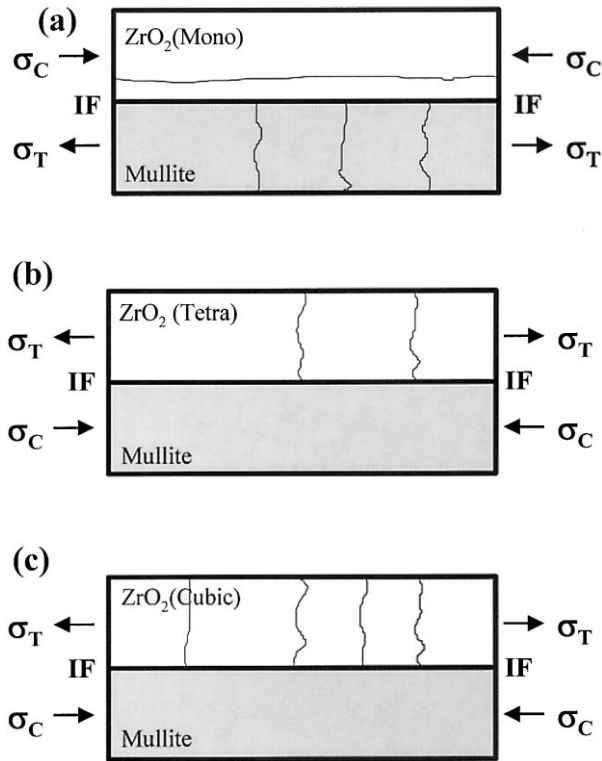 (a)
ZrO₂(Mono)
σC σC
IF IF
σT σT
Mullite
(b)
ZrO₂ (Tetra)
σT σT
IF IF
σC σC
Mullite
(c)
ZrO₂(Cubic)
σT σT
IF IF
σC σC
Mullite